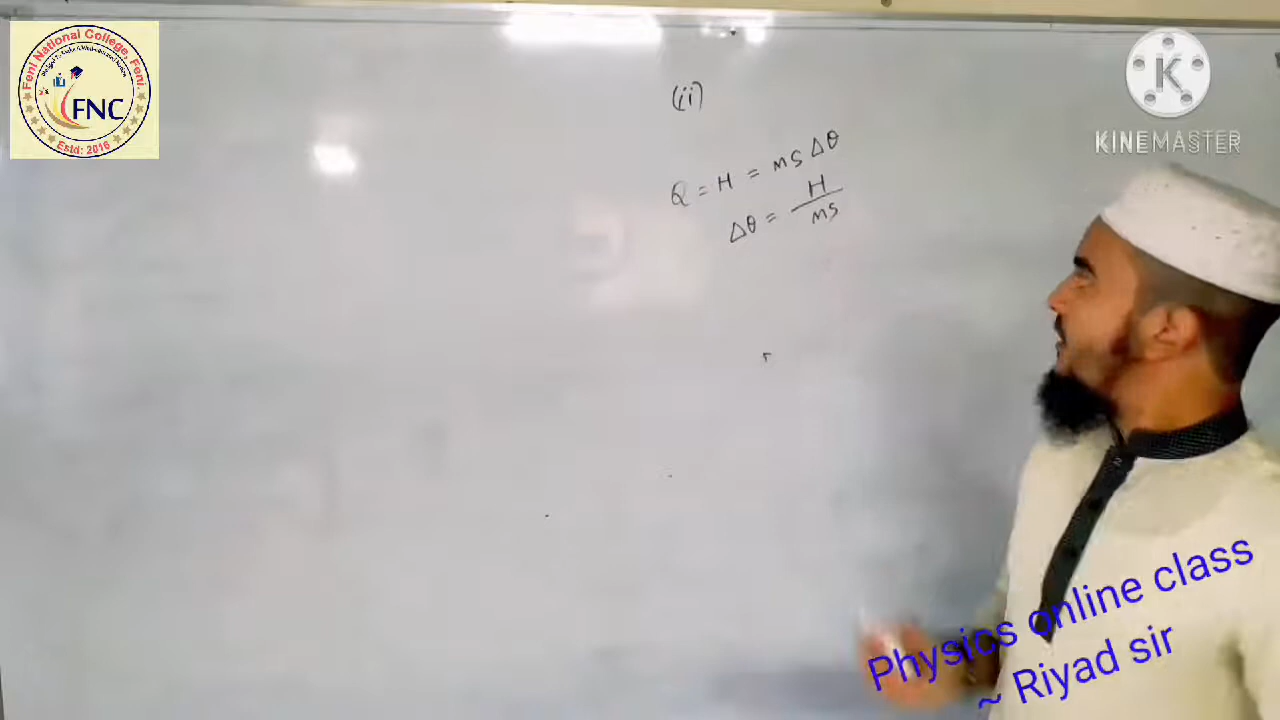 Feni National College, Feni.
FNC
Estd: 2016
K
KINEMASTER
(ii)
Q = H = ms Δθ
Δθ = H/ms
Physics online class
~ Riyad sir